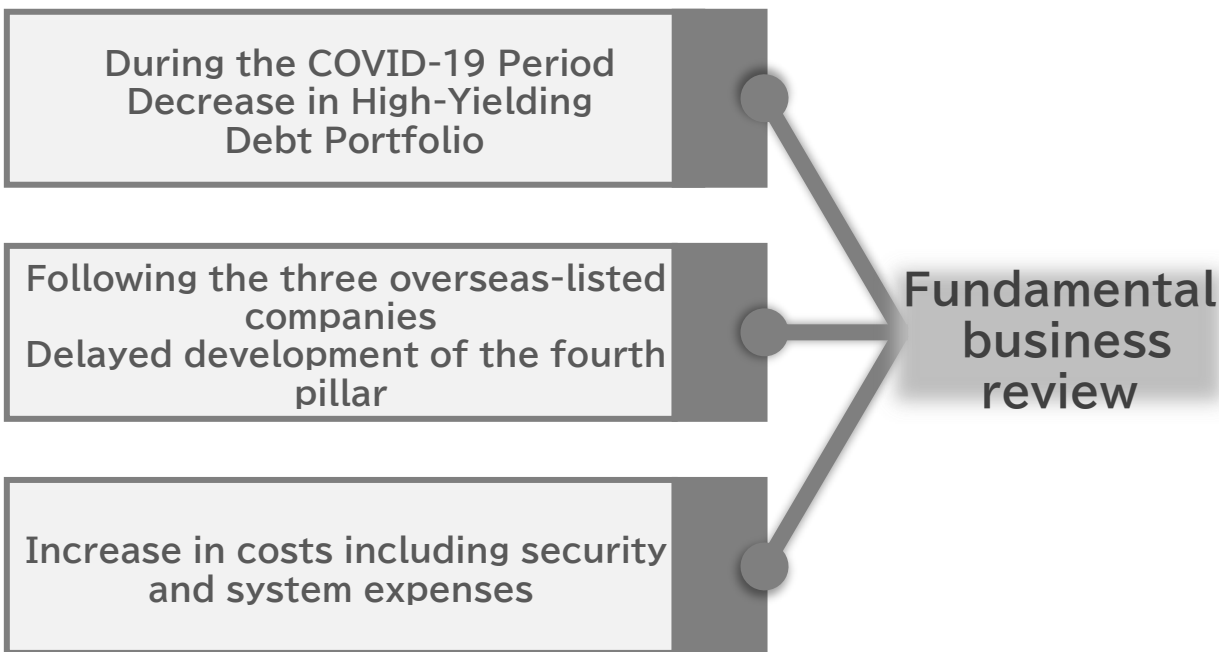 During the COVID-19 Period
Decrease in High-Yielding
Debt Portfolio
Following the three overseas-listed
companies
Delayed development of the fourth
pillar
Increase in costs including security
and system expenses
Fundamental
business
review